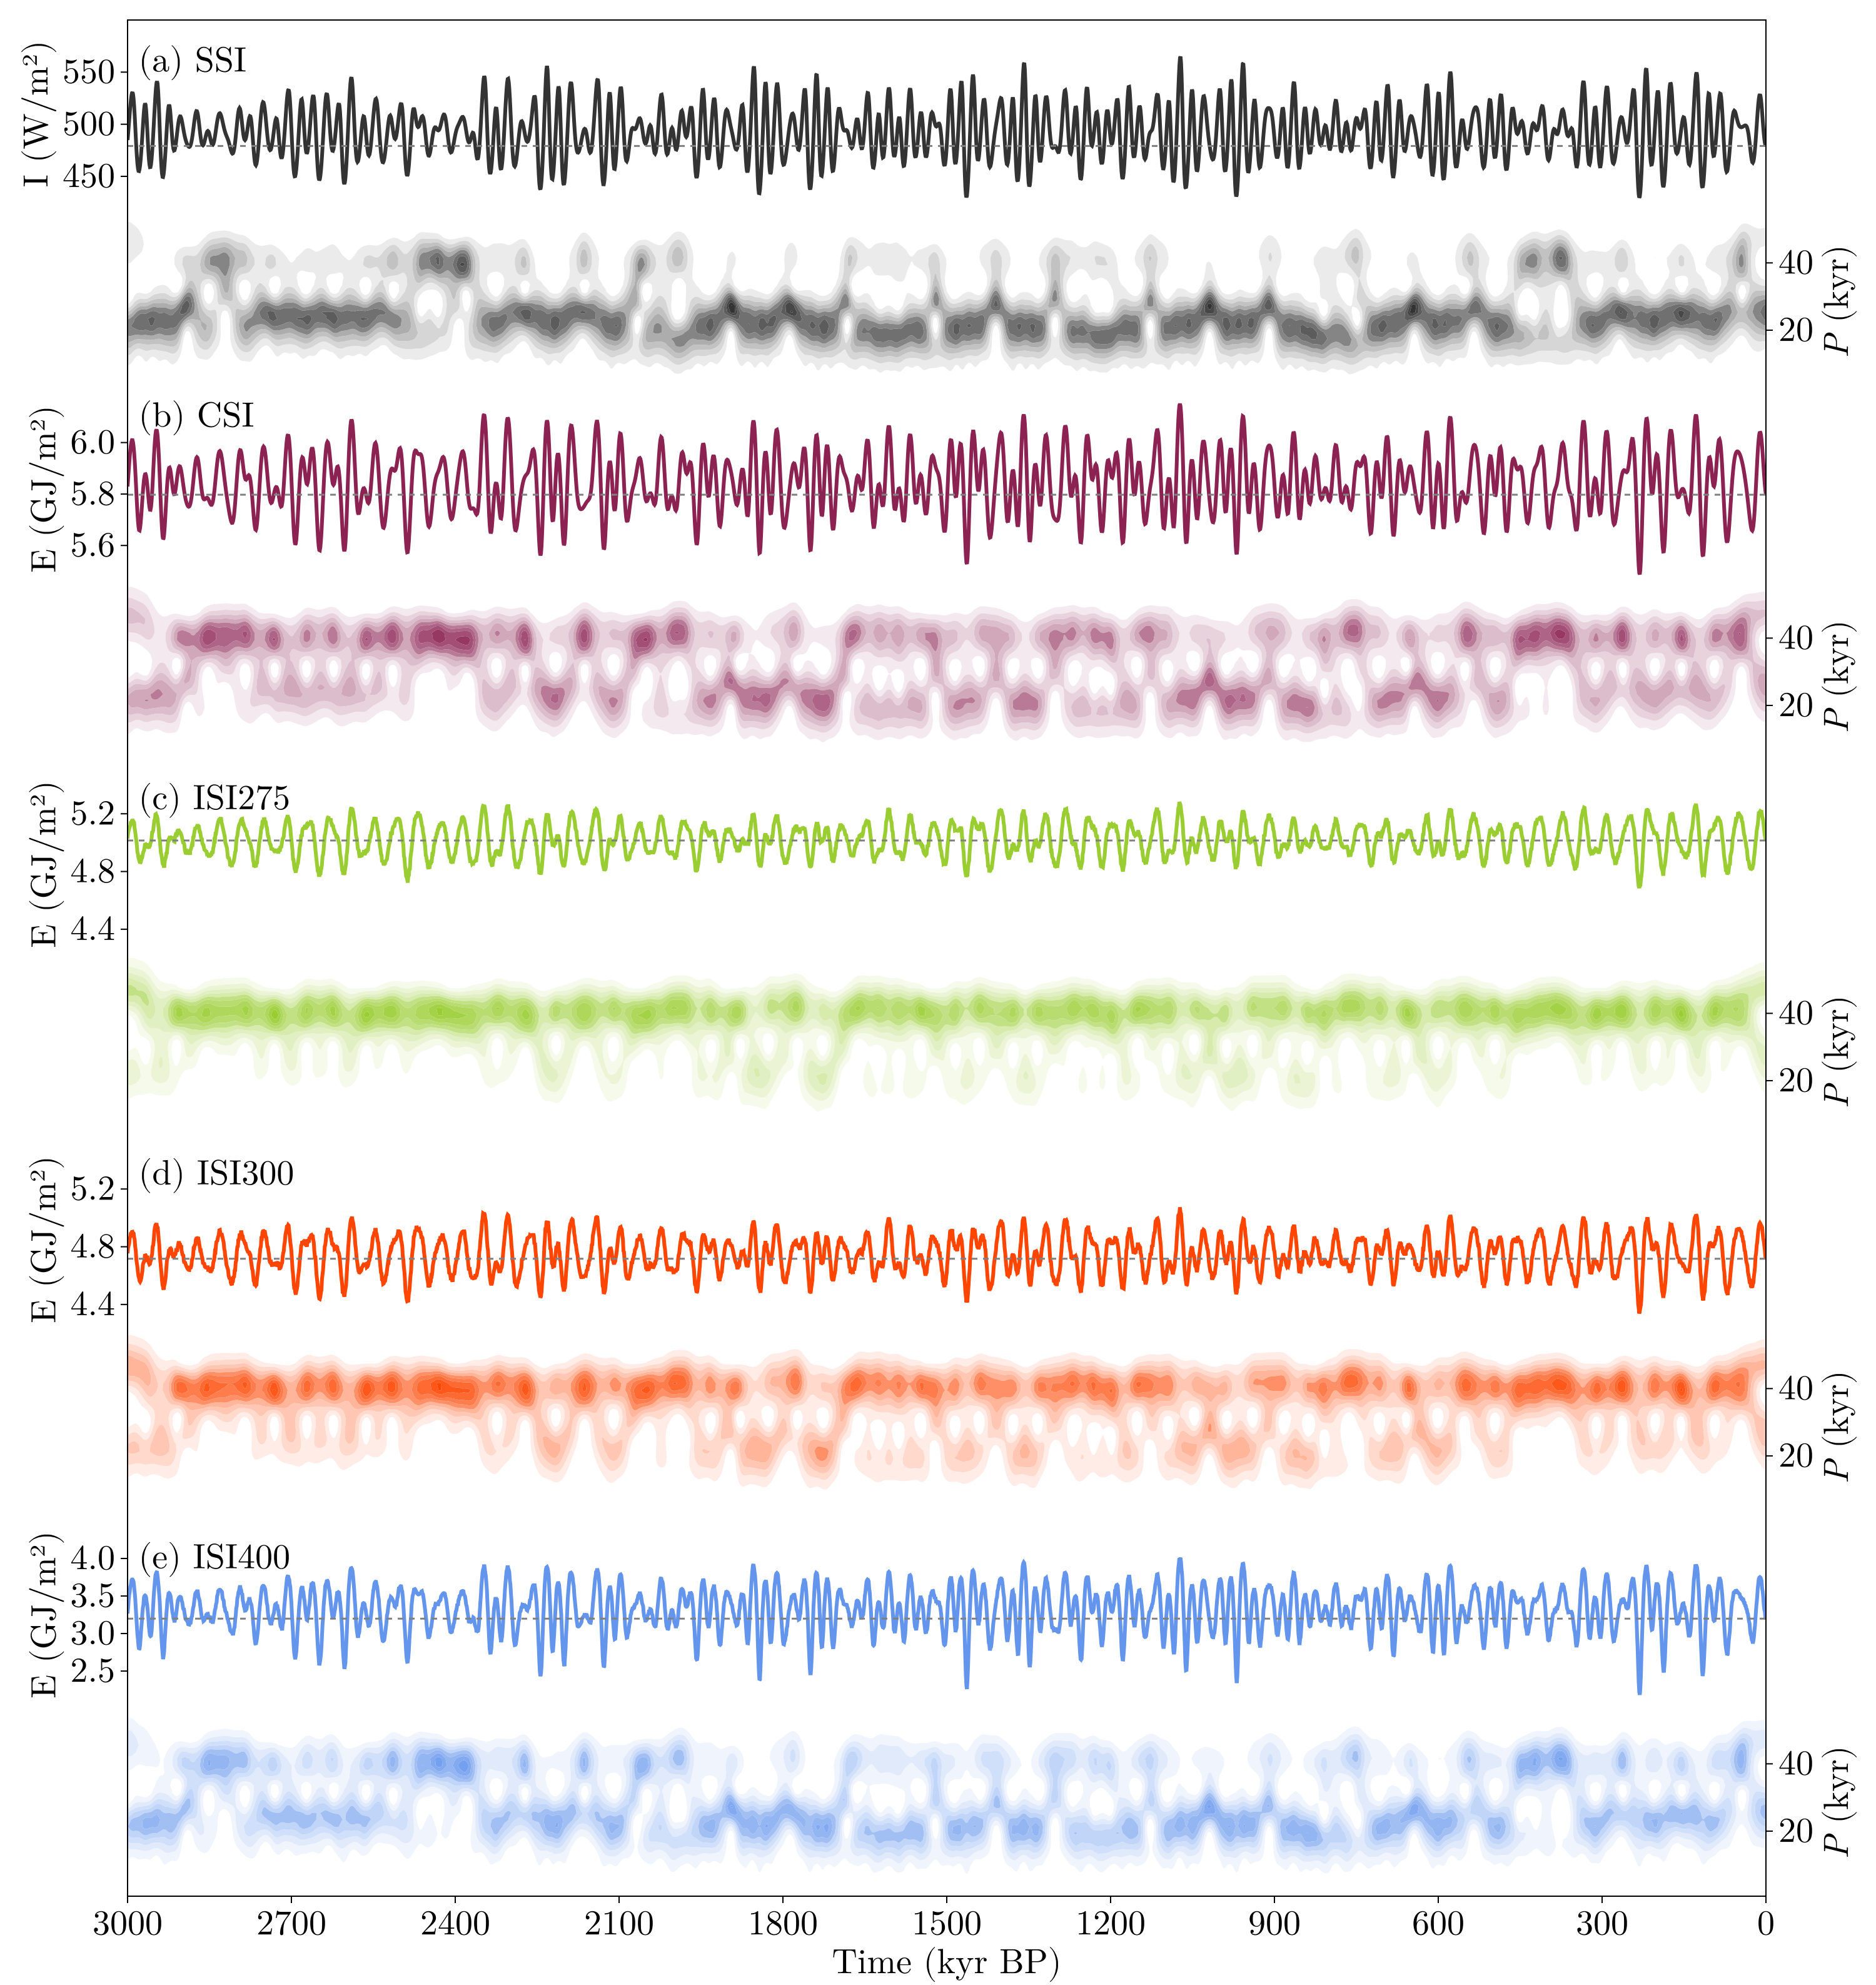 (a) SSI
I (W/m²)
550
500
450
40
20
P (kyr)
(b) CSI
E (GJ/m²)
6.0
5.8
5.6
40
20
P (kyr)
(c) ISI275
E (GJ/m²)
5.2
4.8
4.4
40
20
P (kyr)
(d) ISI300
E (GJ/m²)
5.2
4.8
4.4
40
20
P (kyr)
(e) ISI400
E (GJ/m²)
4.0
3.5
3.0
2.5
40
20
P (kyr)
3000 2700 2400 2100 1800 1500 1200 900 600 300 0
Time (kyr BP)